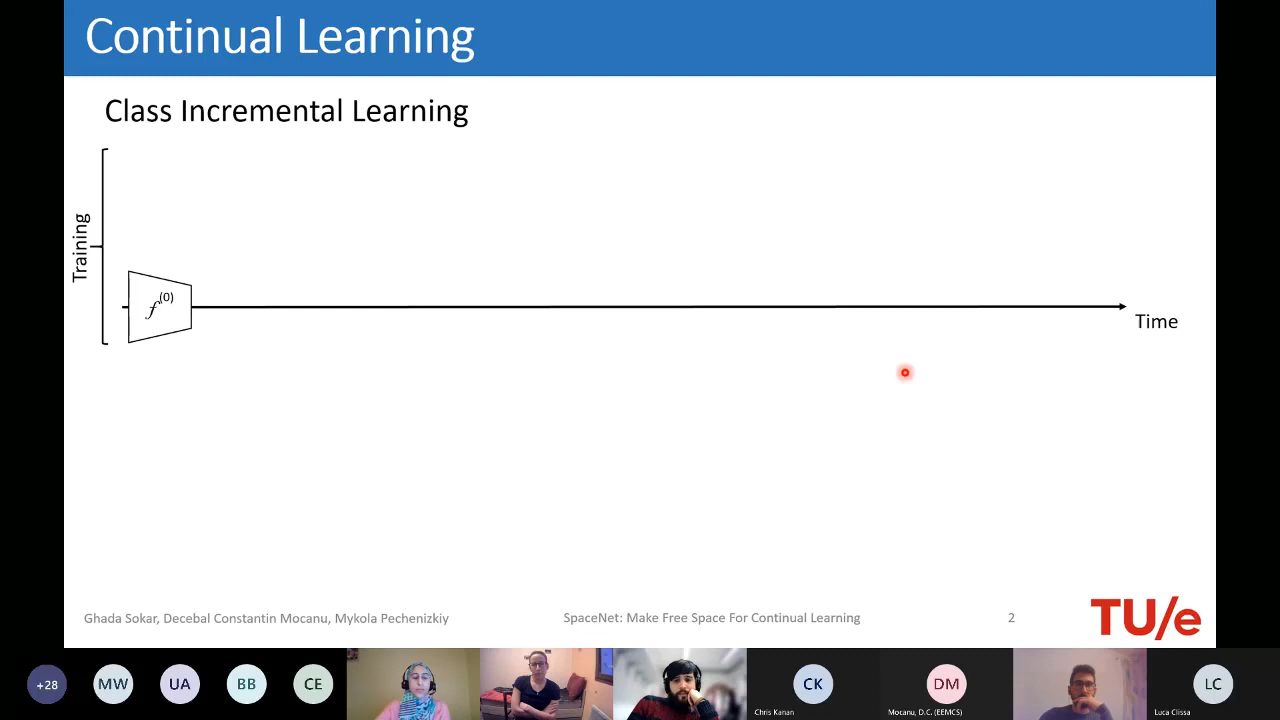 Continual Learning
Class Incremental Learning
Training
f(0)
Time
Ghada Sokar, Decebal Constantin Mocanu, Mykola Pechenizkiy
SpaceNet: Make Free Space For Continual Learning
2
TU/e
+28
MW
UA
BB
CE
CK
Chris Kanan
DM
Mocanu, D.C. (EEMCS)
LC
Luca Clissa